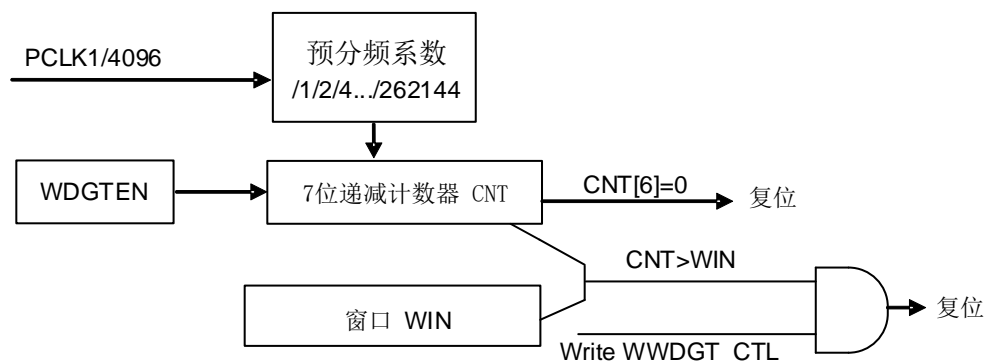 PCLK1/4096
预分频系数
/1/2/4.../262144
WDGTEN
7位递减计数器 CNT
CNT[6]=0
复位
CNT>WIN
窗口 WIN
复位
Write WWDGT_CTL